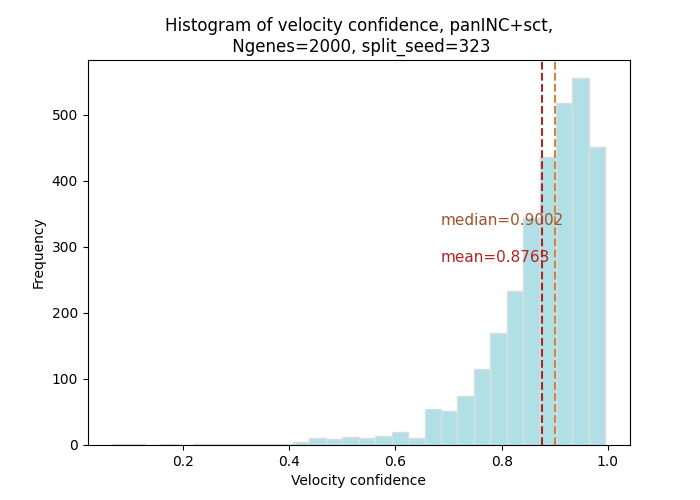 Histogram of velocity confidence, panINC+sct,
Ngenes=2000, split_seed=323
500
400
300
200
100
0
Frequency
median=0.9002
mean=0.8763
0.2
0.4
0.6
0.8
1.0
Velocity confidence